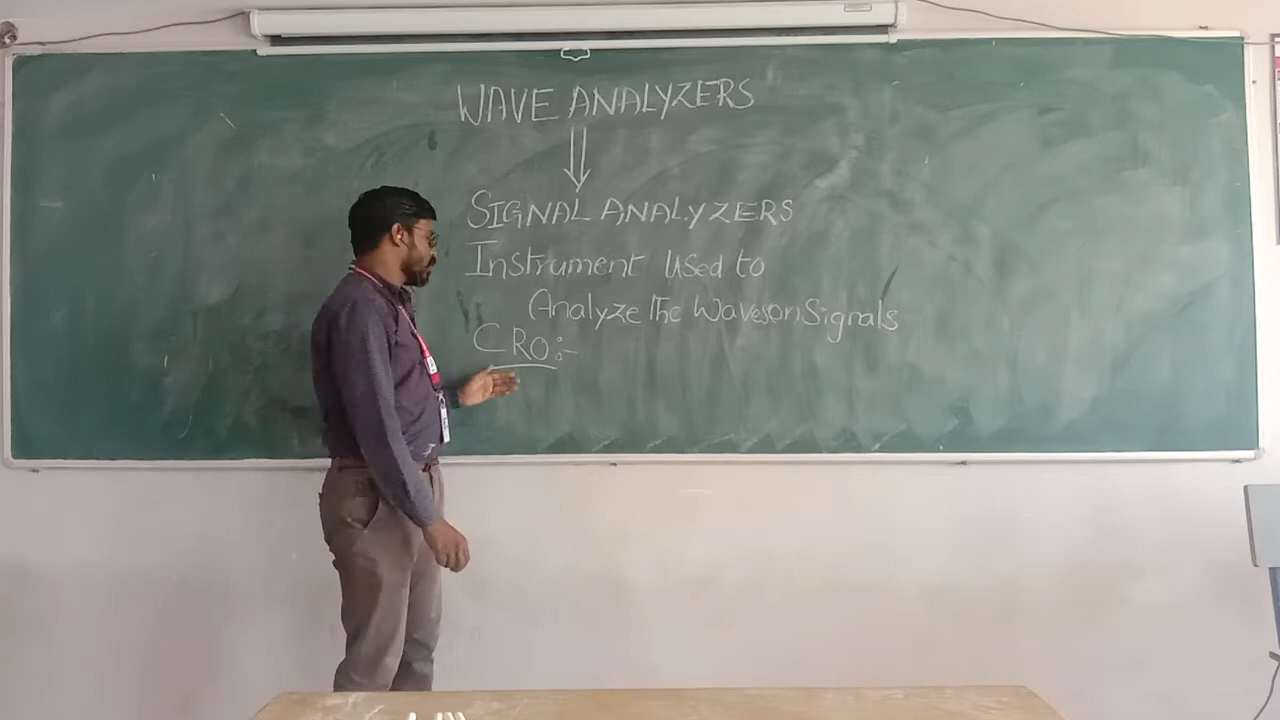 WAVE ANALYZERS
SIGNAL ANALYZERS
Instrument Used to
Analyze The Waves on Signals
CRO:-